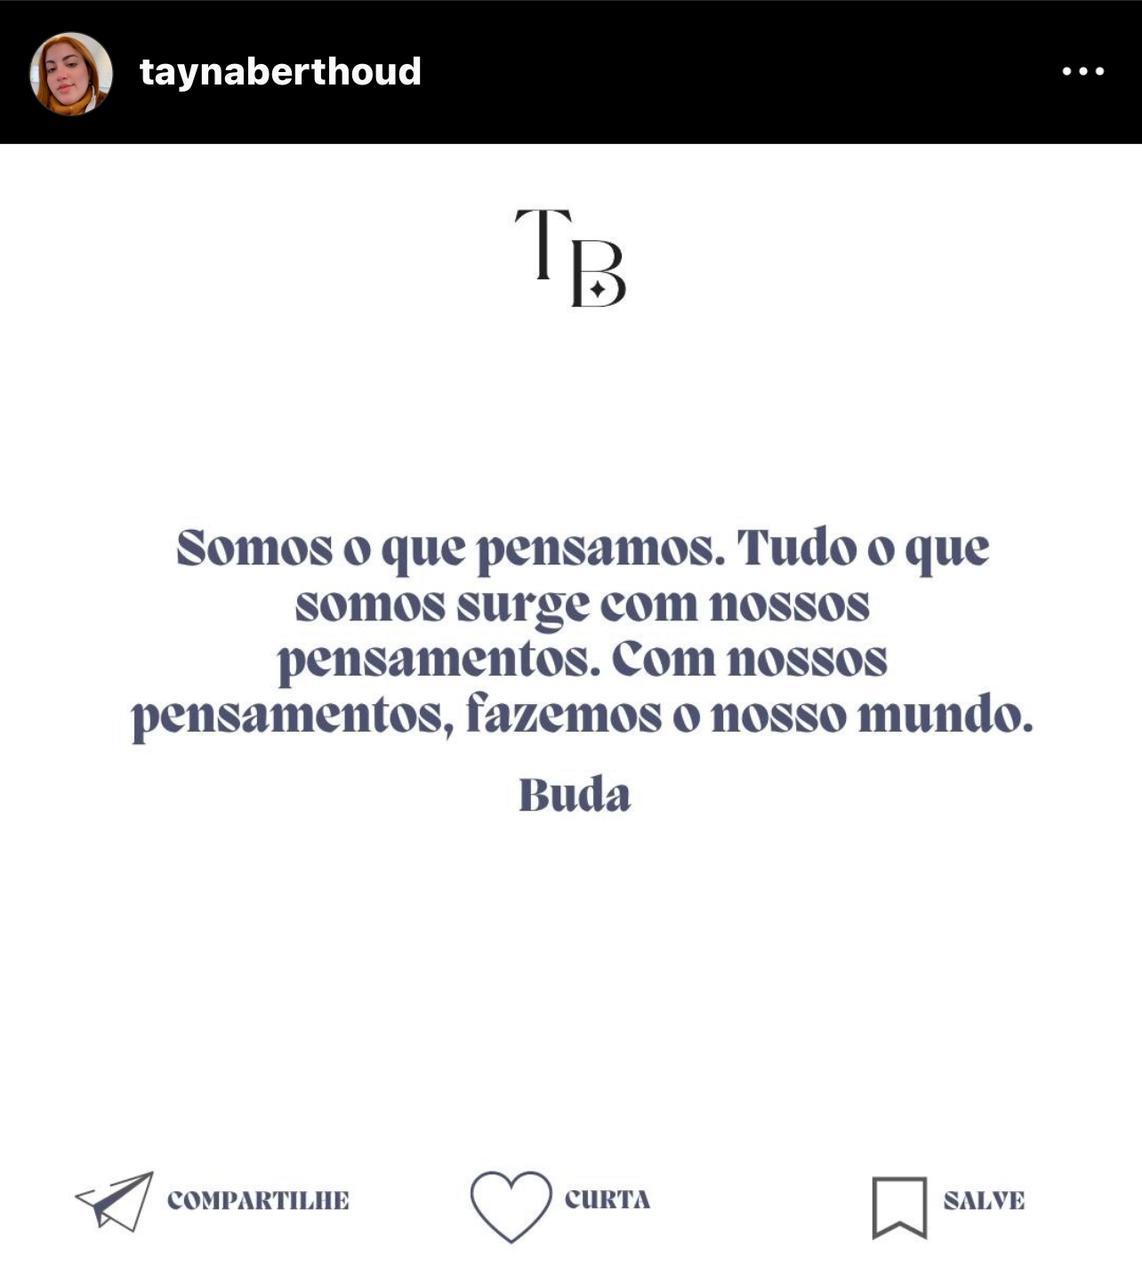 taynaberthoud
TB
Somos o que pensamos. Tudo o que
somos surge com nossos
pensamentos. Com nossos
pensamentos, fazemos o nosso mundo.
Buda
COMPARTILHE
CURTA
SALVE